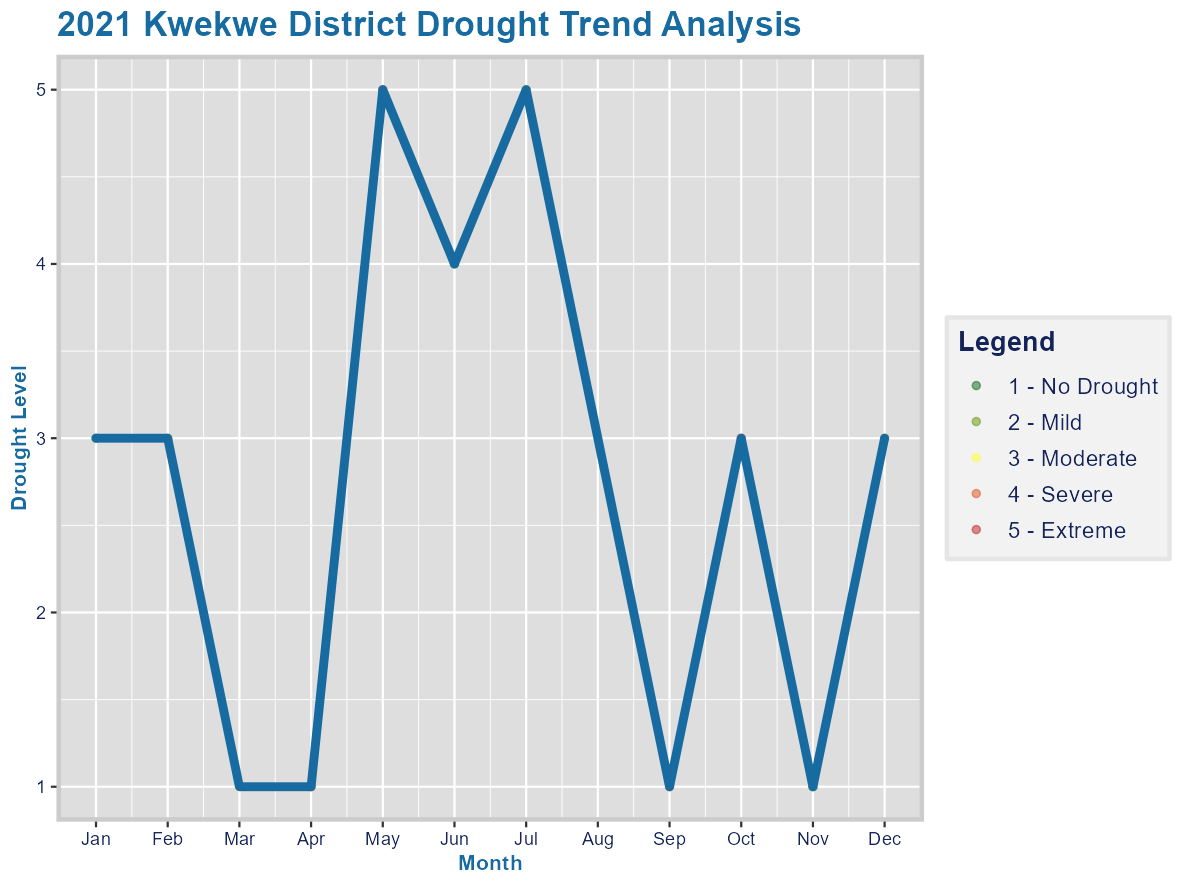 2021 Kwekwe District Drought Trend Analysis
5
4
3
2
1
Drought Level
Jan Feb Mar Apr May Jun Jul Aug Sep Oct Nov Dec
Month
Legend
1 - No Drought
2 - Mild
3 - Moderate
4 - Severe
5 - Extreme